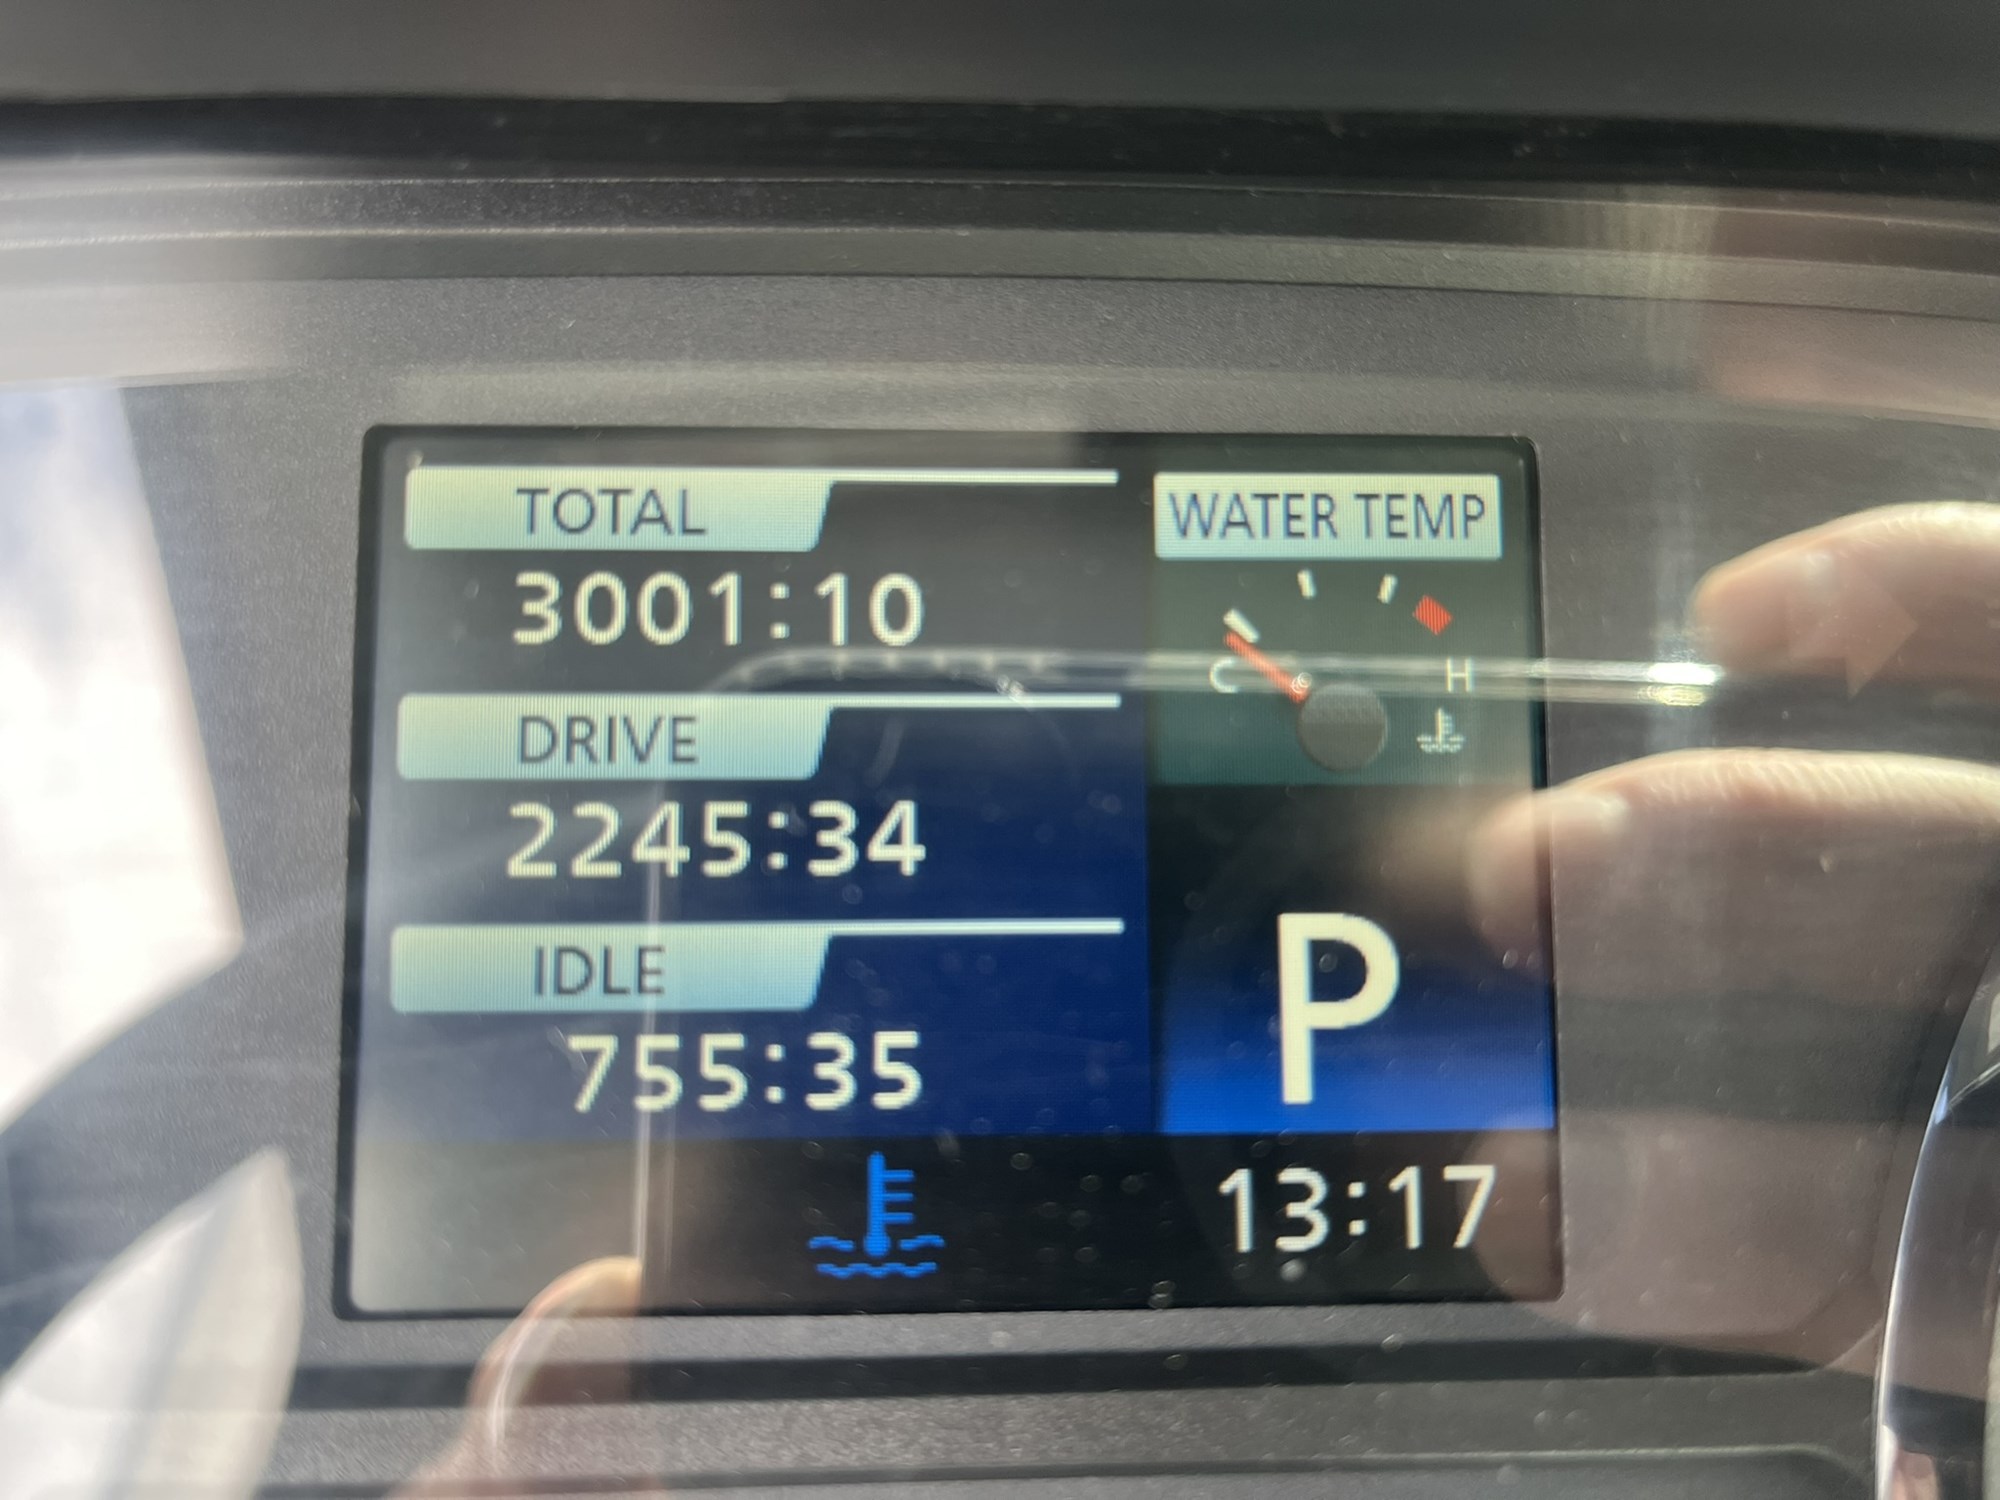 TOTAL
3001:10
DRIVE
2245:34
IDLE
755:35
WATER TEMP
C
H
P
13:17